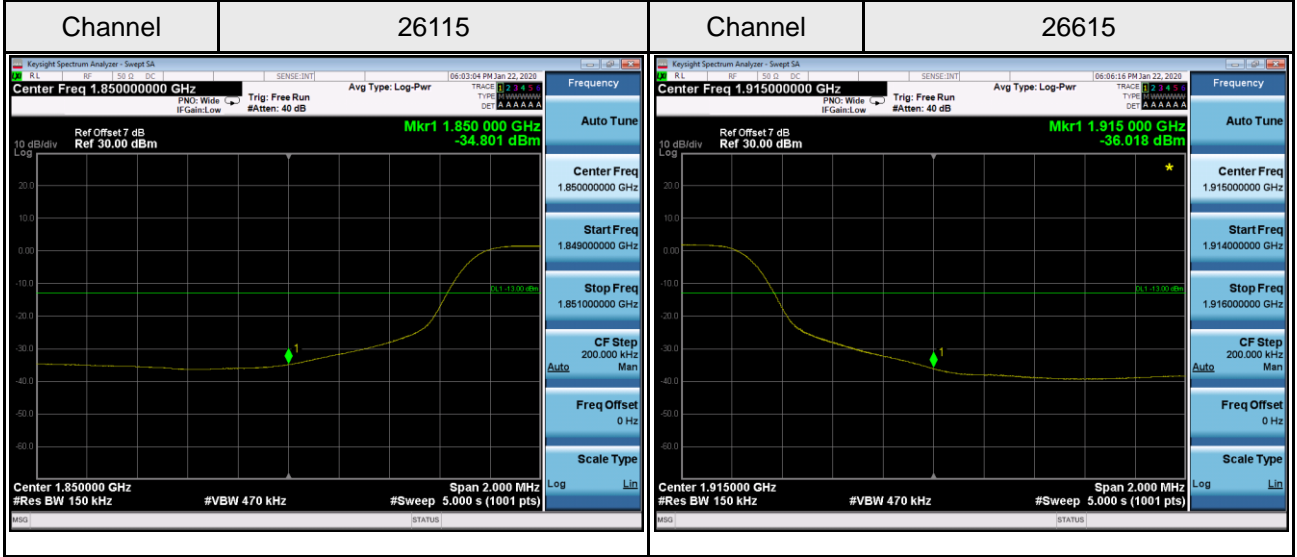 Channel 26115 Channel 26615
Keysight Spectrum Analyzer - Swept SA
RL RF 50 Ω DC SENSE:INT 06:03:04 PM Jan 22, 2020
Center Freq 1.850000000 GHz
PNO: Wide
IFGain:Low
Trig: Free Run
#Atten: 40 dB
Avg Type: Log-Pwr
TRACE 1 2 3 4 5 6
TYPE M W W W W W
DET A A A A A A
Mkr1 1.850 000 GHz
-34.801 dBm
Ref Offset 7 dB
10 dB/div Ref 30.00 dBm
Log
20.0
10.0
0.00
-10.0
DL1 -13.00 dBm
-20.0
-30.0
1
-40.0
-50.0
-60.0
Center 1.850000 GHz Span 2.000 MHz
#Res BW 150 kHz #VBW 470 kHz #Sweep 5.000 s (1001 pts)
MSG STATUS
Frequency
Auto Tune
Center Freq
1.850000000 GHz
Start Freq
1.849000000 GHz
Stop Freq
1.851000000 GHz
CF Step
200.000 kHz
Auto Man
Freq Offset
0 Hz
Scale Type
Log Lin
Keysight Spectrum Analyzer - Swept SA
RL RF 50 Ω DC SENSE:INT 06:06:16 PM Jan 22, 2020
Center Freq 1.915000000 GHz
PNO: Wide
IFGain:Low
Trig: Free Run
#Atten: 40 dB
Avg Type: Log-Pwr
TRACE 1 2 3 4 5 6
TYPE M W W W W W
DET A A A A A A
Mkr1 1.915 000 GHz
-36.018 dBm
Ref Offset 7 dB
10 dB/div Ref 30.00 dBm
Log
*
20.0
10.0
0.00
-10.0
DL1 -13.00 dBm
-20.0
-30.0
1
-40.0
-50.0
-60.0
Center 1.915000 GHz Span 2.000 MHz
#Res BW 150 kHz #VBW 470 kHz #Sweep 5.000 s (1001 pts)
MSG STATUS
Frequency
Auto Tune
Center Freq
1.915000000 GHz
Start Freq
1.914000000 GHz
Stop Freq
1.916000000 GHz
CF Step
200.000 kHz
Auto Man
Freq Offset
0 Hz
Scale Type
Log Lin